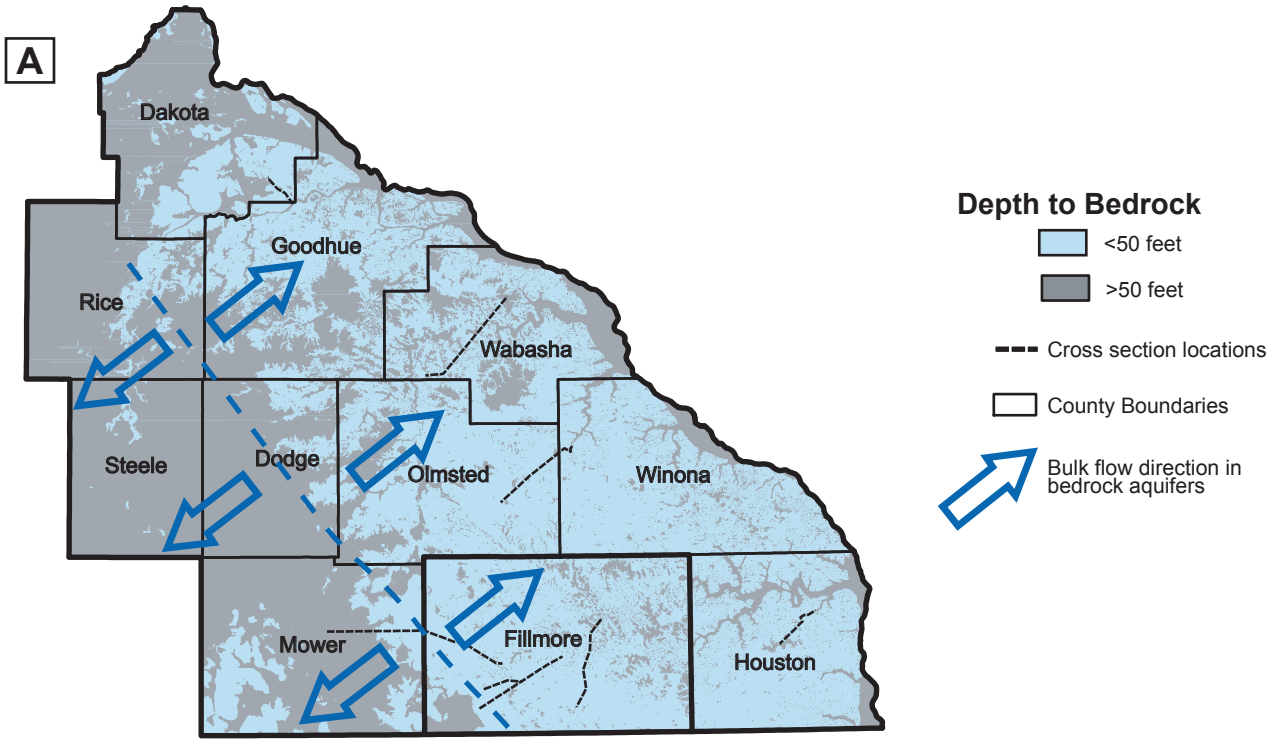 A
Dakota
Goodhue
Rice
Wabasha
Steele
Dodge
Olmsted
Winona
Mower
Fillmore
Houston
Depth to Bedrock
<50 feet
>50 feet
Cross section locations
County Boundaries
Bulk flow direction in
bedrock aquifers